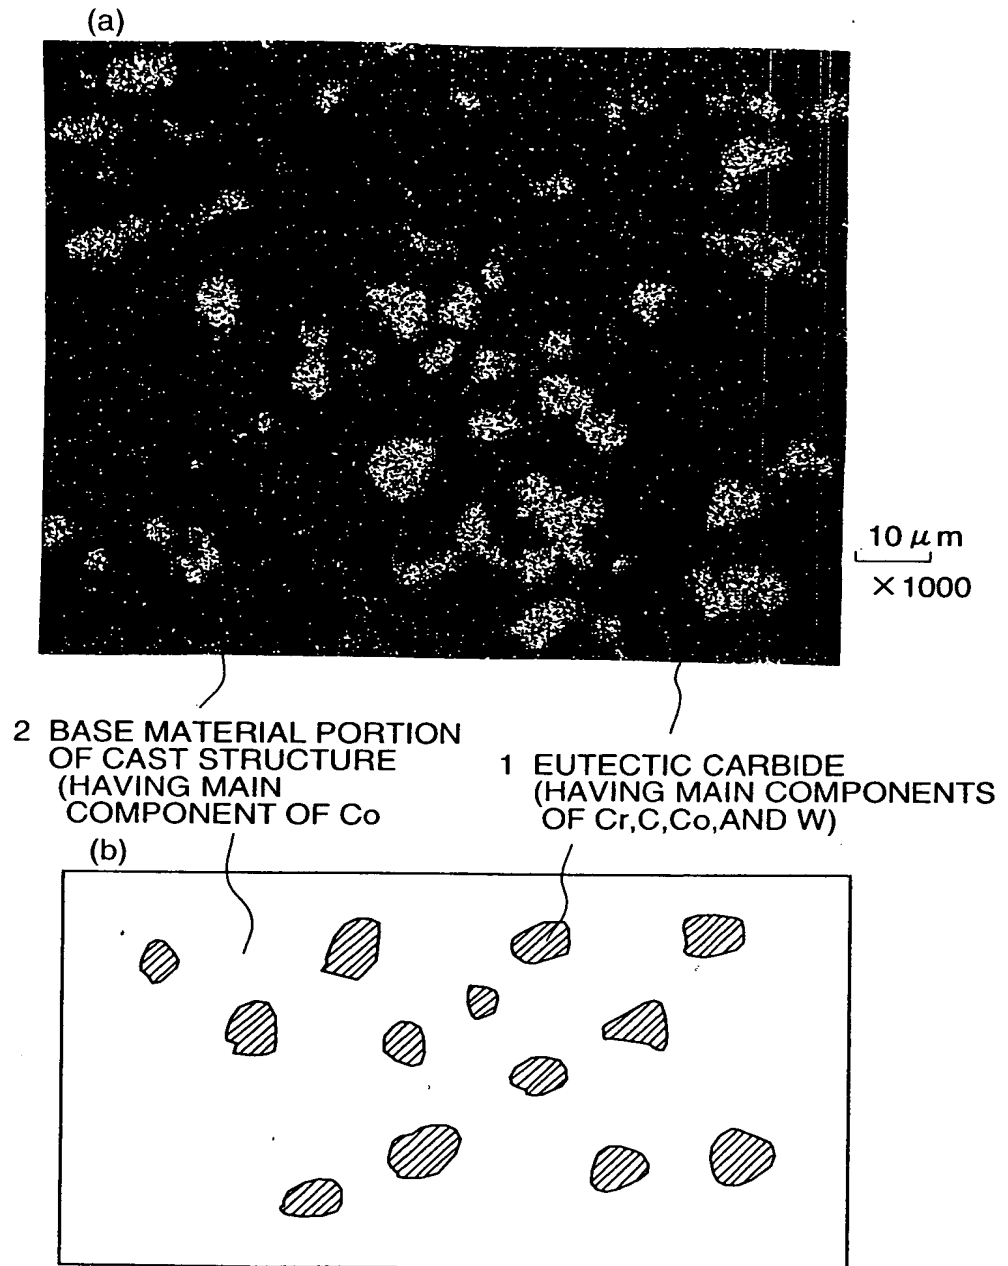 (a)
10 μm
×1000
2 BASE MATERIAL PORTION
OF CAST STRUCTURE
(HAVING MAIN
COMPONENT OF Co
1 EUTECTIC CARBIDE
(HAVING MAIN COMPONENTS
OF Cr,C,Co,AND W)
(b)